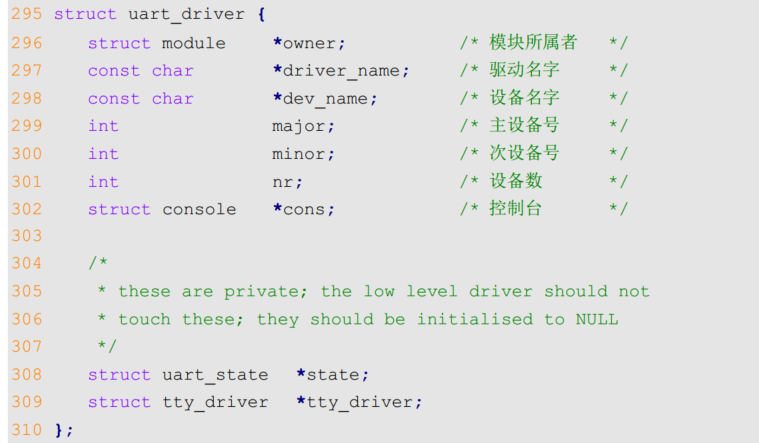 295 struct uart_driver {
296    struct module    *owner;            /* 模块所属者   */
297    const char       *driver_name;      /* 驱动名字     */
298    const char       *dev_name;         /* 设备名字     */
299    int              major;             /* 主设备号     */
300    int              minor;             /* 次设备号     */
301    int              nr;                /* 设备数       */
302    struct console   *cons;             /* 控制台       */
303
304    /*
305     * these are private; the low level driver should not
306     * touch these; they should be initialised to NULL
307     */
308    struct uart_state   *state;
309    struct tty_driver   *tty_driver;
310 };